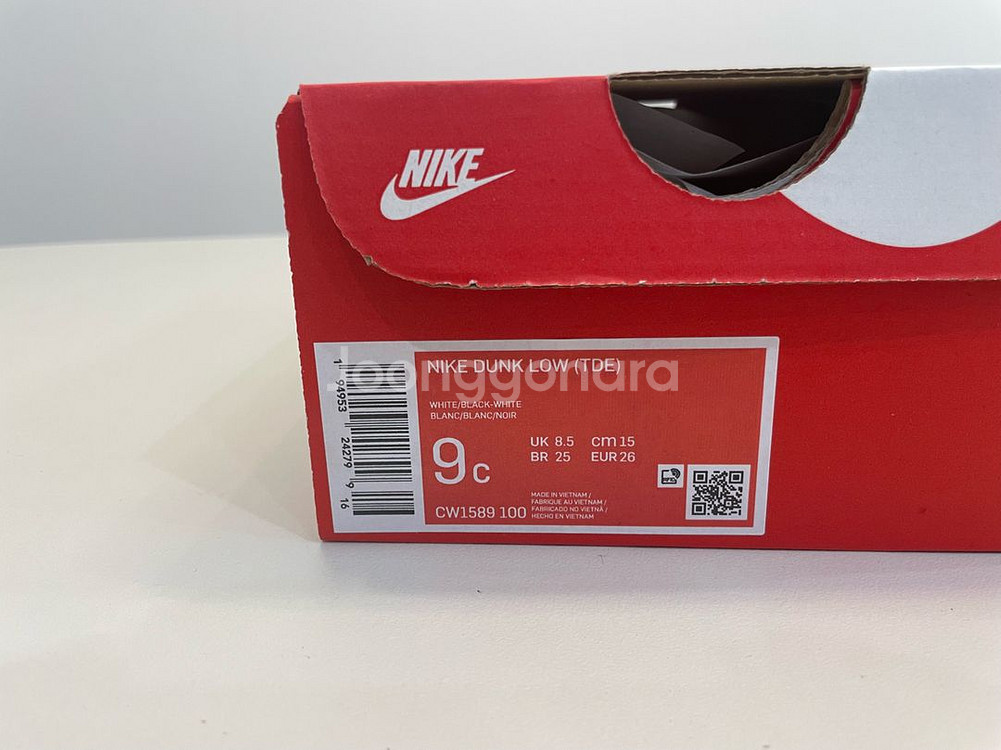 NIKE
NIKE DUNK LOW (TDE)
Joonggonara
WHITE/BLACK-WHITE
BLANC/BLANC/NOIR
9C
UK 8.5 cm 15
BR 25 EUR 26
CW1589 100
MADE IN VIETNAM /
FABRIQUE AU VIETNAM /
FABRICADO NO VIETNÃ /
HECHO EN VIETNAM
1 94953 24279 9 16